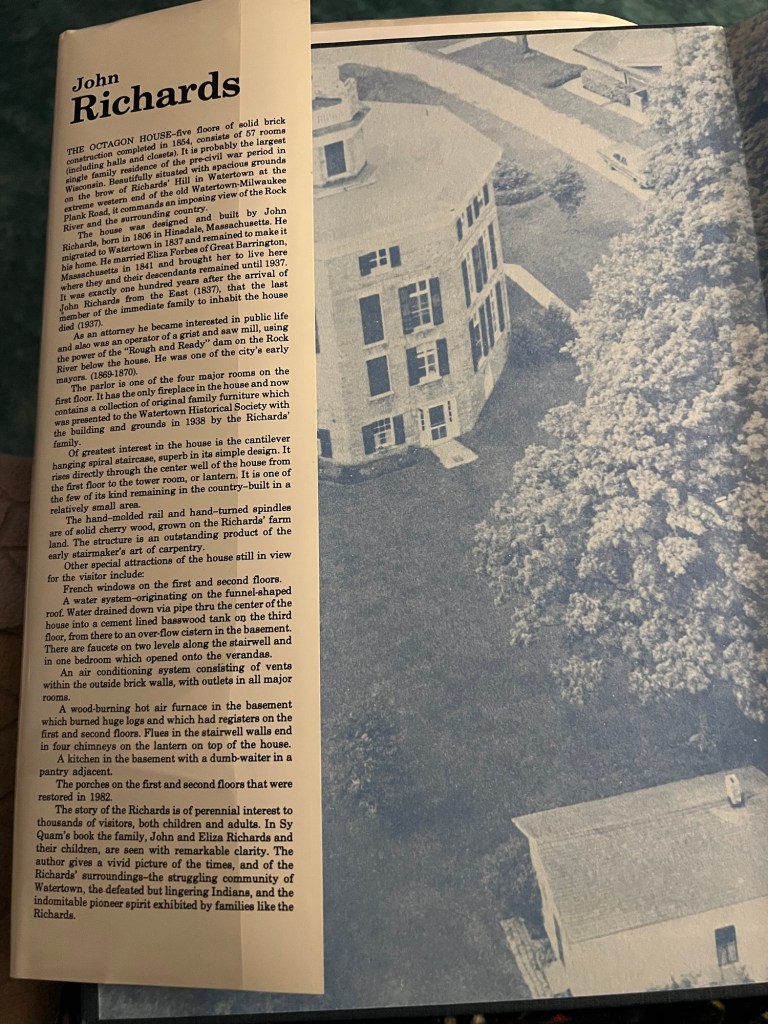 John
Richards
THE OCTAGON HOUSE–five floors of solid brick
construction completed in 1854, consists of 57 rooms
(including halls and closets). It is probably the largest
single family residence of the pre-civil war period in
Wisconsin. Beautifully situated with spacious grounds
on the brow of Richards' Hill in Watertown at the
extreme western end of the old Watertown-Milwaukee
Plank Road, it commands an imposing view of the Rock
River and the surrounding country.
The house was designed and built by John
Richards, born in 1806 in Hinsdale, Massachusetts. He
migrated to Watertown in 1837 and remained to make it
his home. He married Eliza Forbes of Great Barrington,
Massachusetts in 1841 and brought her to live here
where they and their descendants remained until 1937.
It was exactly one hundred years after the arrival of
John Richards from the East (1837), that the last
member of the immediate family to inhabit the house
died (1937).
As an attorney he became interested in public life
and also was an operator of a grist and saw mill, using
the power of the "Rough and Ready" dam on the Rock
River below the house. He was one of the city's early
mayors. (1869-1870).
The parlor is one of the four major rooms on the
first floor. It has the only fireplace in the house and now
contains a collection of original family furniture which
was presented to the Watertown Historical Society with
the building and grounds in 1938 by the Richards'
family.
Of greatest interest in the house is the cantilever
hanging spiral staircase, superb in its simple design. It
rises directly through the center well of the house from
the first floor to the tower room, or lantern. It is one of
the few of its kind remaining in the country–built in a
relatively small area.
The hand–molded rail and hand–turned spindles
are of solid cherry wood, grown on the Richards' farm
land. The structure is an outstanding product of the
early stairmaker's art of carpentry.
Other special attractions of the house still in view
for the visitor include:
French windows on the first and second floors.
A water system–originating on the funnel-shaped
roof. Water drained down via pipe thru the center of the
house into a cement lined basswood tank on the third
floor, from there to an over-flow cistern in the basement.
There are faucets on two levels along the stairwell and
in one bedroom which opened onto the verandas.
An air conditioning system consisting of vents
within the outside brick walls, with outlets in all major
rooms.
A wood-burning hot air furnace in the basement
which burned huge logs and which had registers on the
first and second floors. Flues in the stairwell walls end
in four chimneys on the lantern on top of the house.
A kitchen in the basement with a dumb-waiter in a
pantry adjacent.
The porches on the first and second floors that were
restored in 1982.
The story of the Richards is of perennial interest to
thousands of visitors, both children and adults. In Sy
Quam's book the family, John and Eliza Richards and
their children, are seen with remarkable clarity. The
author gives a vivid picture of the times, and of the
Richards' surroundings–the struggling community of
Watertown, the defeated but lingering Indians, and the
indomitable pioneer spirit exhibited by families like the
Richards.